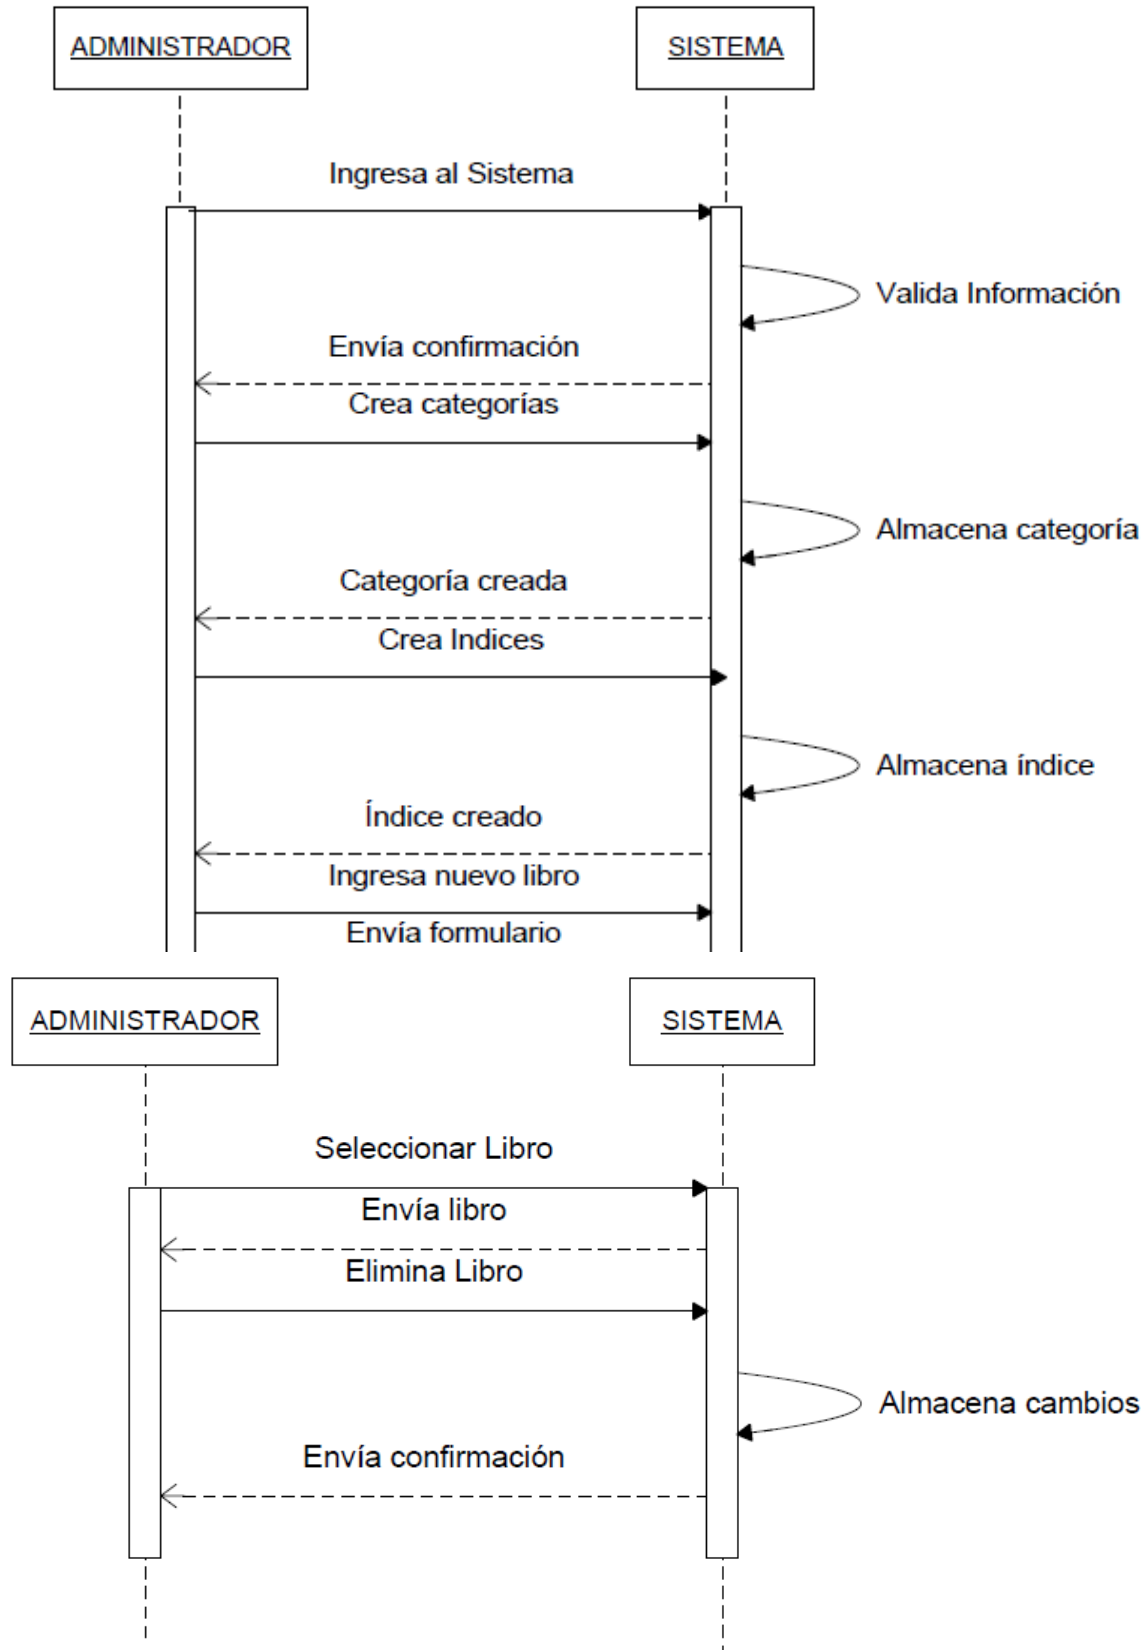 ADMINISTRADOR
SISTEMA
Ingresa al Sistema
Valida Información
Envía confirmación
Crea categorías
Almacena categoría
Categoría creada
Crea Indices
Almacena índice
Índice creado
Ingresa nuevo libro
Envía formulario
ADMINISTRADOR
SISTEMA
Seleccionar Libro
Envía libro
Elimina Libro
Almacena cambios
Envía confirmación